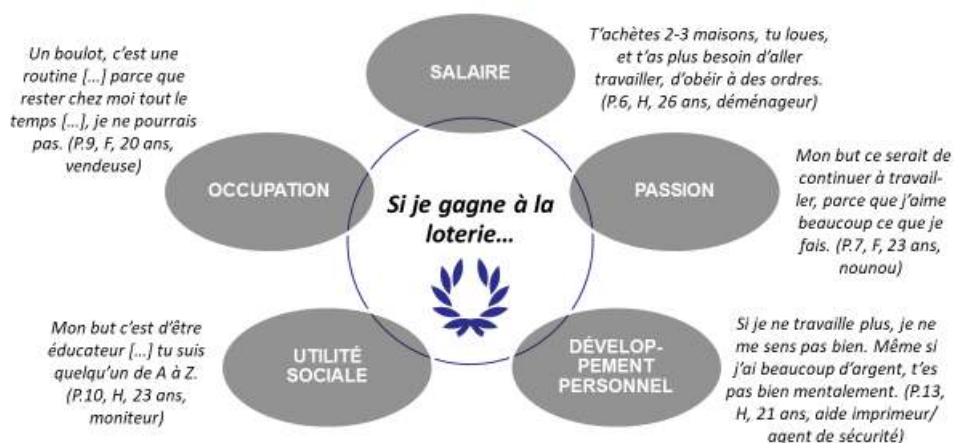 SALAIRE
T'achètes 2-3 maisons, tu loues,
et t'as plus besoin d'aller
travailler, d'obéir à des ordres.
(P.6, H, 26 ans, déménageur)
Un boulot, c'est une
routine […] parce que
rester chez moi tout le
temps […], je ne pourrais
pas. (P.9, F, 20 ans,
vendeuse)
OCCUPATION
Si je gagne à la
loterie…
PASSION
Mon but ce serait de
continuer à travail-
ler, parce que j'aime
beaucoup ce que je
fais. (P.7, F, 23 ans,
nounou)
Mon but c'est d'être
éducateur […] tu suis
quelqu'un de A à Z.
(P.10, H, 23 ans,
moniteur)
UTILITÉ
SOCIALE
DÉVELOP-
PEMENT
PERSONNEL
Si je ne travaille plus, je ne
me sens pas bien. Même si
j'ai beaucoup d'argent, t'es
pas bien mentalement. (P.13,
H, 21 ans, aide imprimeur/
agent de sécurité)